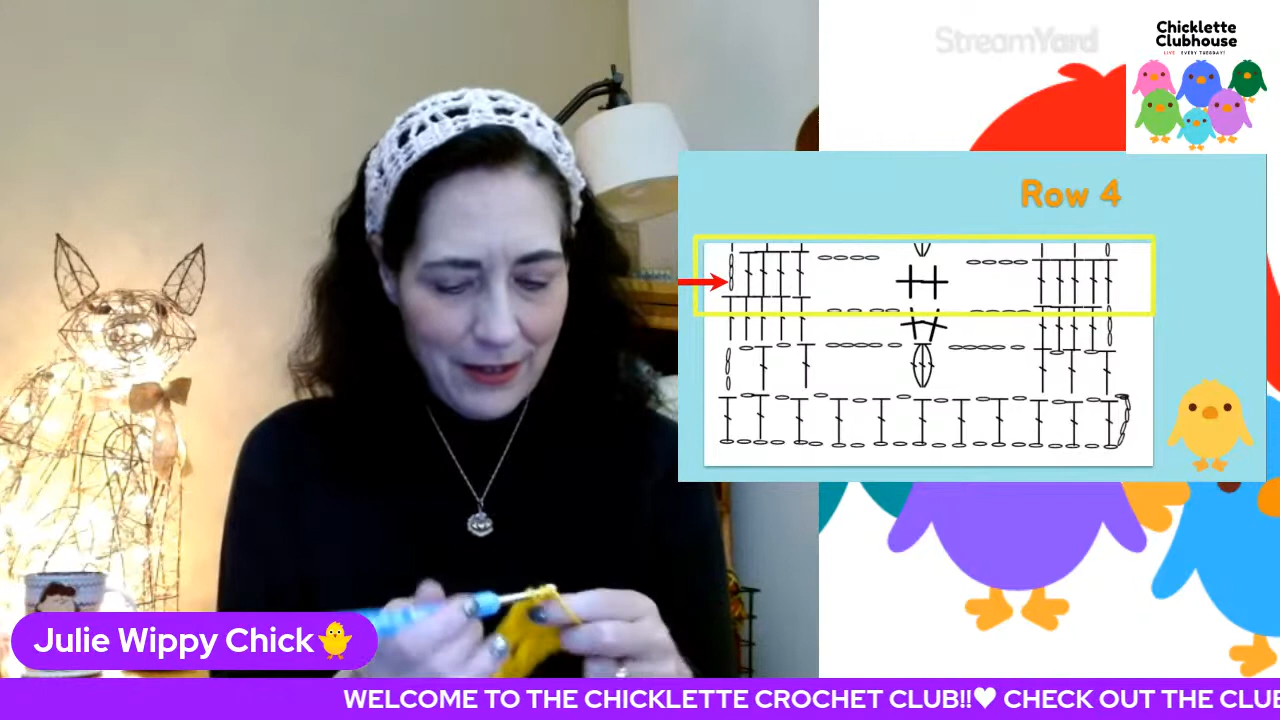 StreamYard
Chicklette
Clubhouse
LIVE EVERY TUESDAY!
Row 4
Julie Wippy Chick🐤
WELCOME TO THE CHICKLETTE CROCHET CLUB!!♥ CHECK OUT THE CLUB